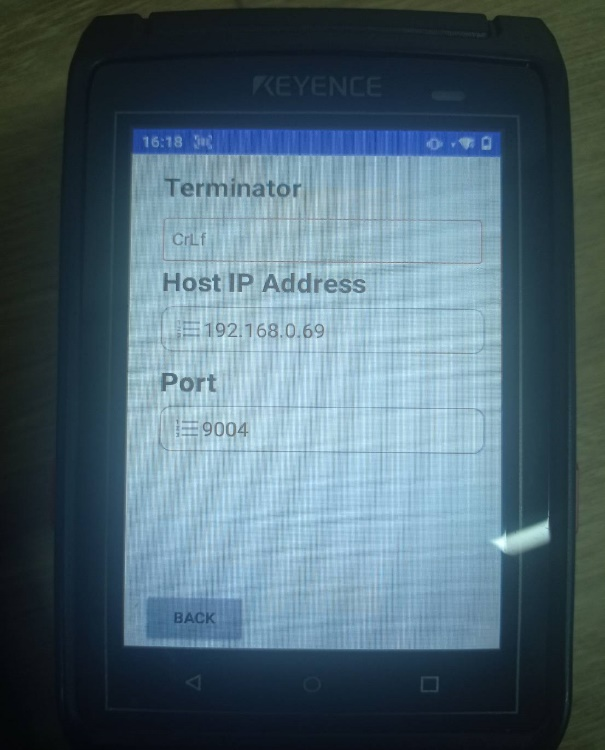 KEYENCE
16:18
Terminator
CrLf
Host IP Address
192.168.0.69
Port
9004
BACK